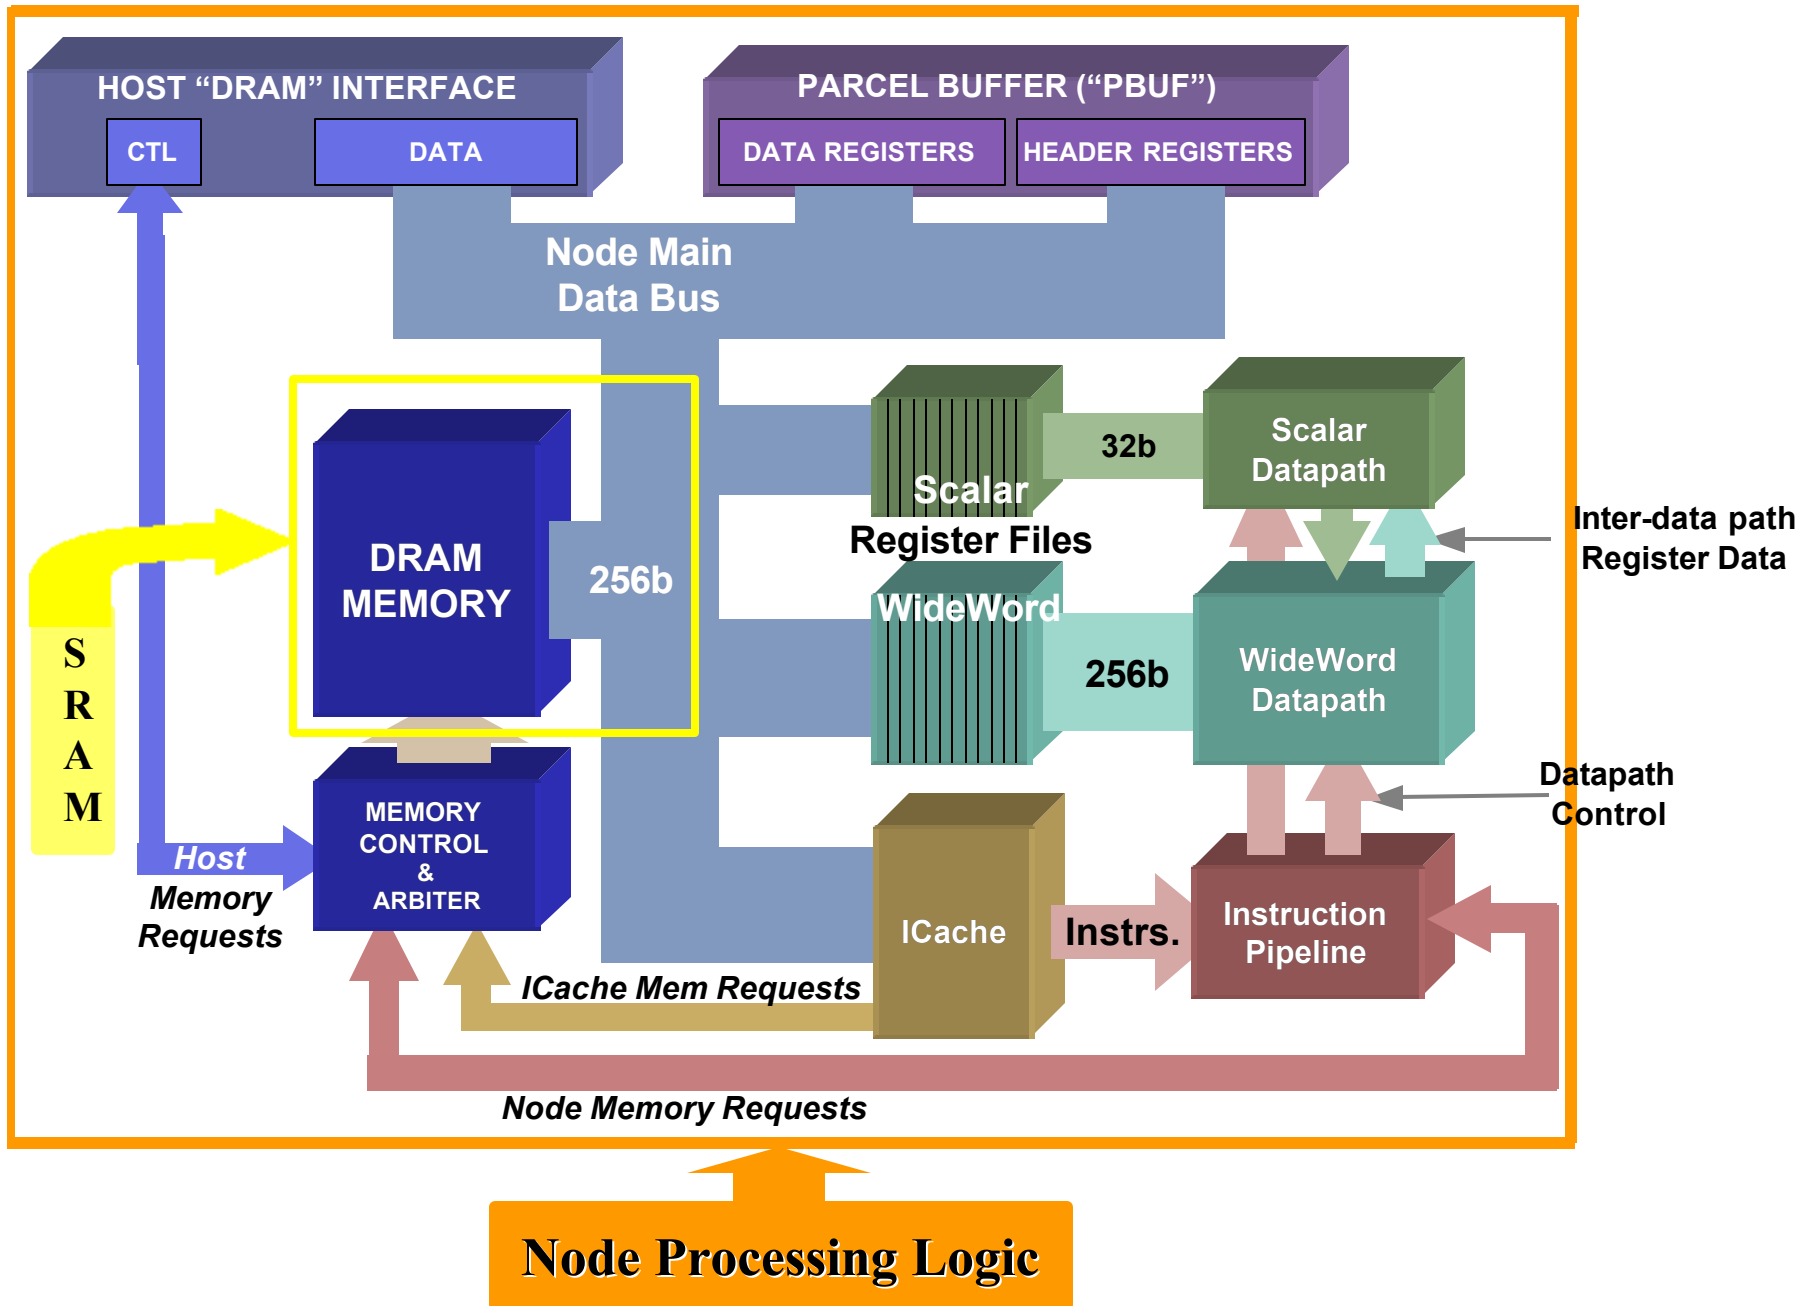 HOST “DRAM” INTERFACE
CTL
DATA
PARCEL BUFFER (“PBUF”)
DATA REGISTERS
HEADER REGISTERS
Node Main
Data Bus
32b
Scalar
Datapath
Scalar
Register Files
WideWord
Inter-data path
Register Data
DRAM
MEMORY
256b
256b
WideWord
Datapath
S
R
A
M
Datapath
Control
MEMORY
CONTROL
&
ARBITER
Host
Memory
Requests
ICache
Instrs.
Instruction
Pipeline
ICache Mem Requests
Node Memory Requests
Node Processing Logic